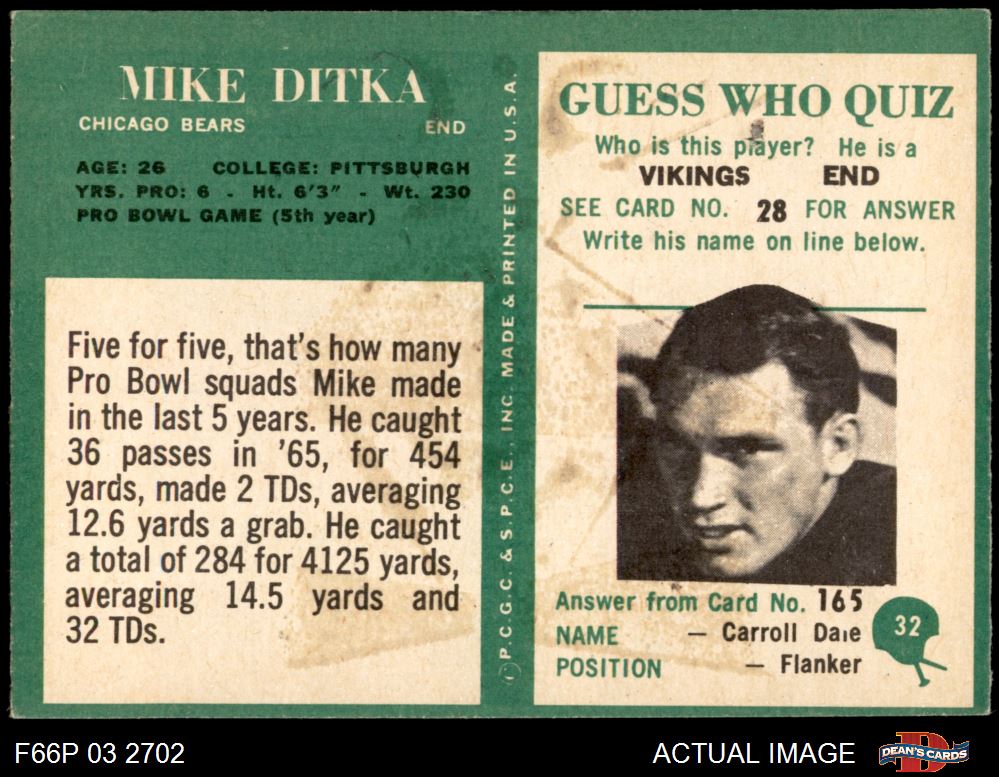 MIKE DITKA
CHICAGO BEARS END
AGE: 26 COLLEGE: PITTSBURGH
YRS. PRO: 6 - Ht. 6'3" - Wt. 230
PRO BOWL GAME (5th year)
Five for five, that's how many
Pro Bowl squads Mike made
in the last 5 years. He caught
36 passes in '65, for 454
yards, made 2 TDs, averaging
12.6 yards a grab. He caught
a total of 284 for 4125 yards,
averaging 14.5 yards and
32 TDs.
©P.C.G.C. & S.P.C.E., INC. MADE & PRINTED IN U.S.A.
GUESS WHO QUIZ
Who is this player? He is a
VIKINGS END
SEE CARD NO. 28 FOR ANSWER
Write his name on line below.
Answer from Card No. 165
NAME — Carroll Dale
POSITION — Flanker
32
F66P 03 2702
ACTUAL IMAGE
DEAN'S CARDS